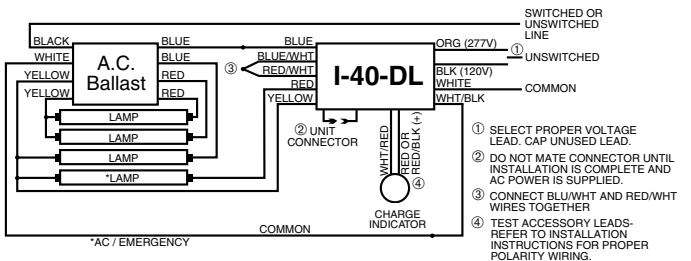 SWITCHED OR
UNSWITCHED
LINE
BLACK
BLUE
BLUE
ORG (277V)
①
UNSWITCHED
WHITE
A.C.
Ballast
BLUE
BLUE/WHT
I-40-DL
YELLOW
RED
③
RED/WHT
BLK (120V)
RED
WHITE
COMMON
YELLOW
RED
YELLOW
WHT/BLK
LAMP
LAMP
LAMP
*LAMP
② UNIT
CONNECTOR
WHT/RED
RED OR
RED/BLK (+)
④
CHARGE
INDICATOR
COMMON
*AC / EMERGENCY
① SELECT PROPER VOLTAGE
LEAD. CAP UNUSED LEAD.
② DO NOT MATE CONNECTOR UNTIL
INSTALLATION IS COMPLETE AND
AC POWER IS SUPPLIED.
③ CONNECT BLU/WHT AND RED/WHT
WIRES TOGETHER
④ TEST ACCESSORY LEADS-
REFER TO INSTALLATION
INSTRUCTIONS FOR PROPER
POLARITY WIRING.